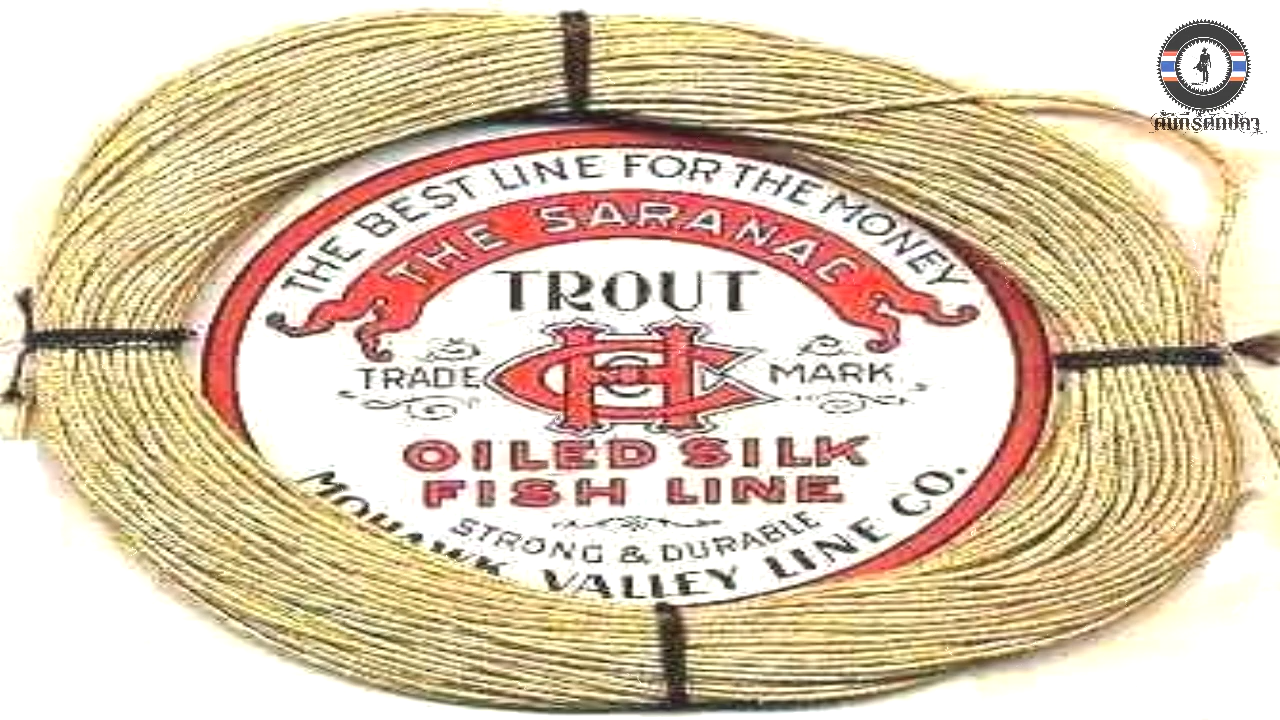 THE BEST LINE FOR THE MONEY
THE SARANAC
TROUT
TRADE MARK
OILED SILK
FISH LINE
STRONG & DURABLE
MOHAWK VALLEY LINE CO.